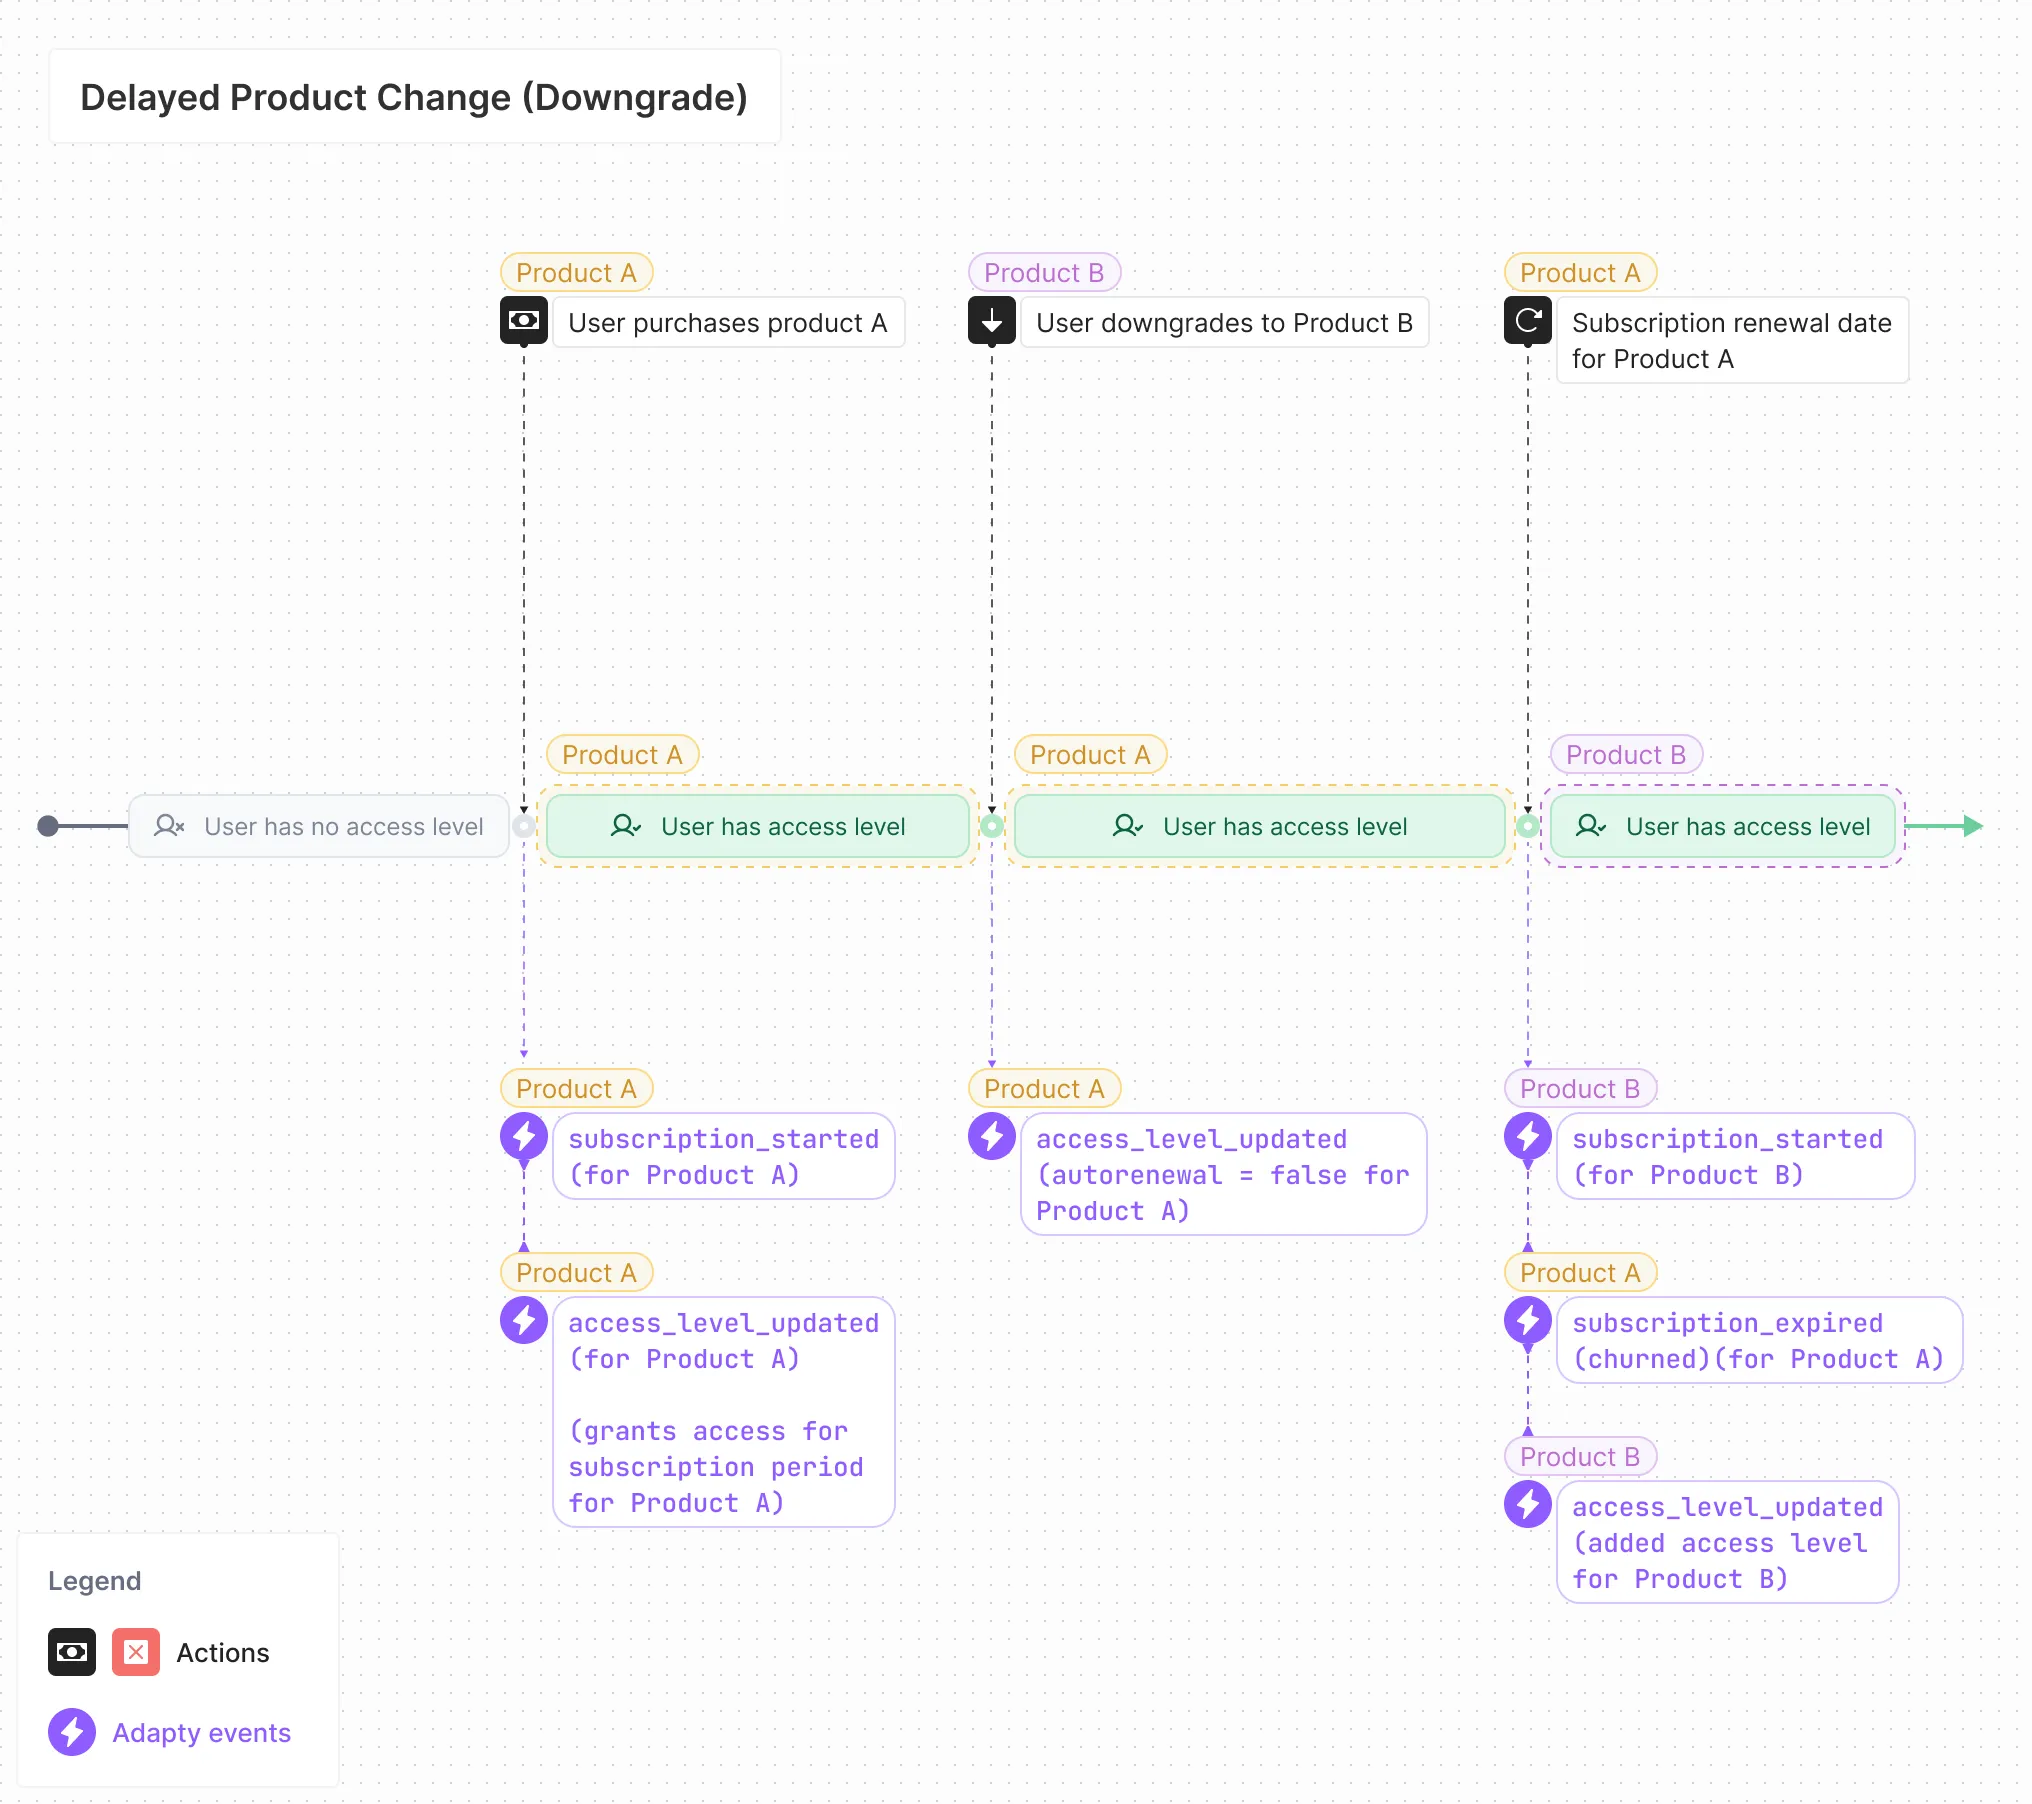 Delayed Product Change (Downgrade)
Product A
User purchases product A
Product B
User downgrades to Product B
Product A
Subscription renewal date
for Product A
User has no access level
Product A
User has access level
Product A
User has access level
Product B
User has access level
Product A
subscription_started
(for Product A)
Product A
access_level_updated
(for Product A)
(grants access for
subscription period
for Product A)
Product A
access_level_updated
(autorenewal = false for
Product A)
Product B
subscription_started
(for Product B)
Product A
subscription_expired
(churned)(for Product A)
Product B
access_level_updated
(added access level
for Product B)
Legend
Actions
Adapty events